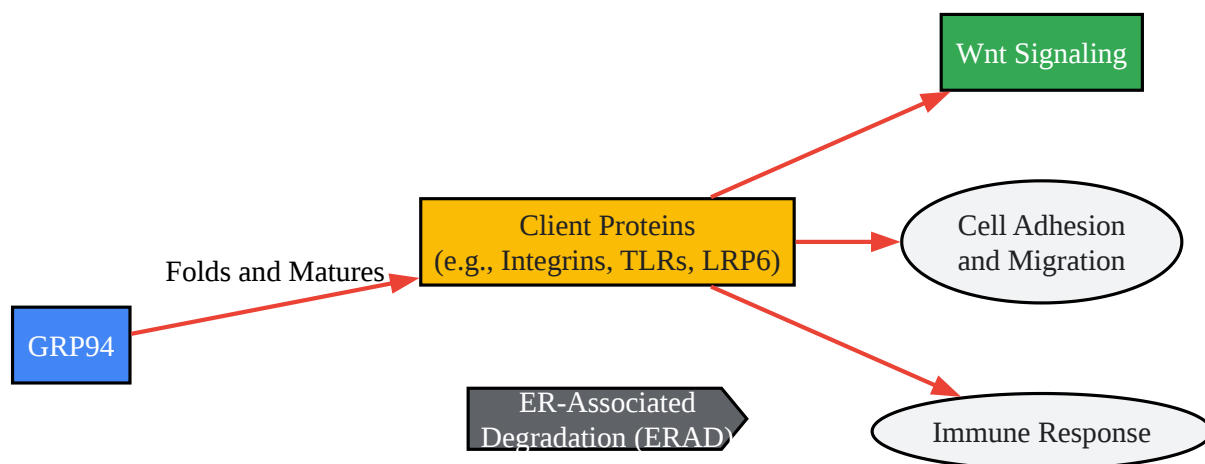 Wnt Signaling
Client Proteins
(e.g., Integrins, TLRs, LRP6)
Cell Adhesion
and Migration
Folds and Matures
GRP94
ER-Associated
Degradation (ERAD)
Immune Response